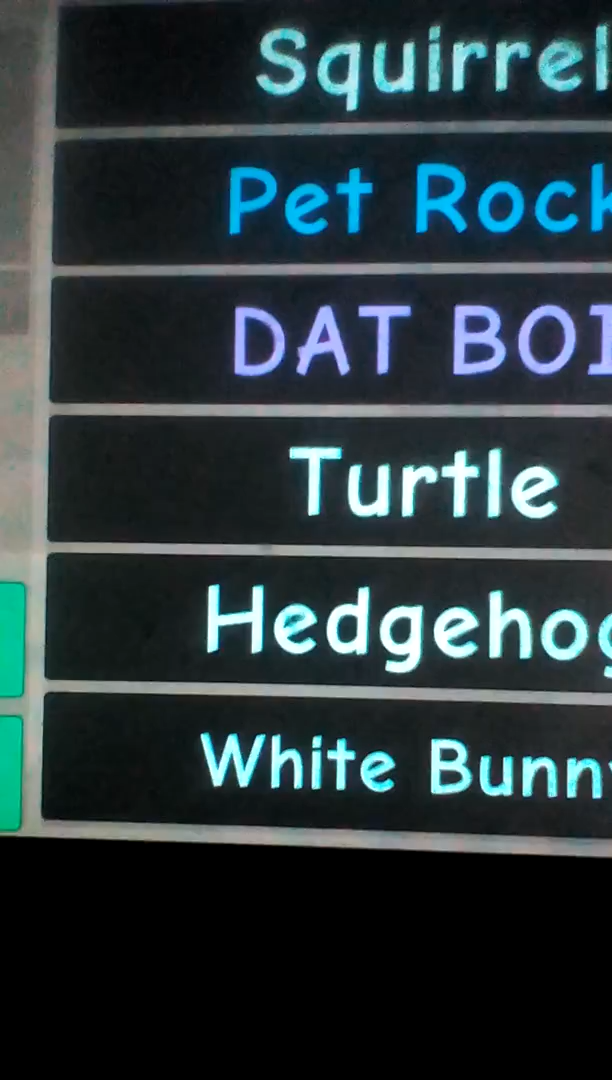 Squirrel
Pet Rock
DAT BOI
Turtle
Hedgehog
White Bunny